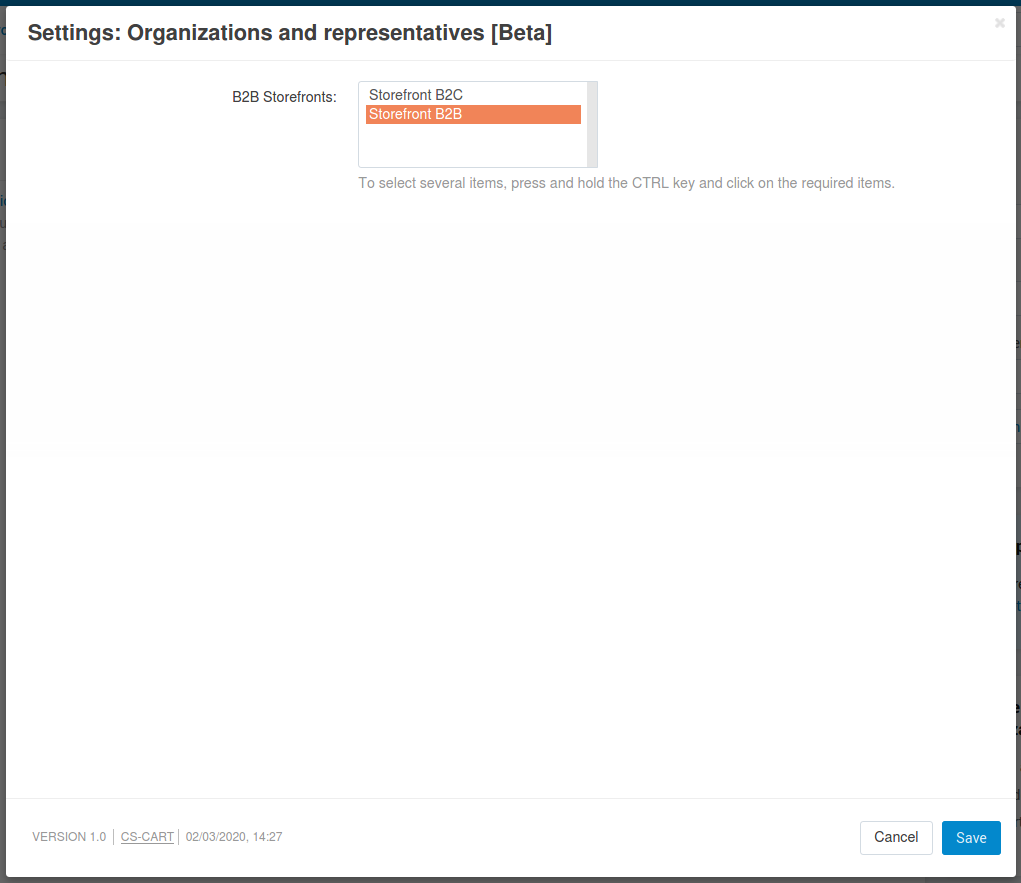 Settings: Organizations and representatives [Beta]
B2B Storefronts:
Storefront B2C
Storefront B2B
To select several items, press and hold the CTRL key and click on the required items.
VERSION 1.0 | CS-CART | 02/03/2020, 14:27
Cancel
Save